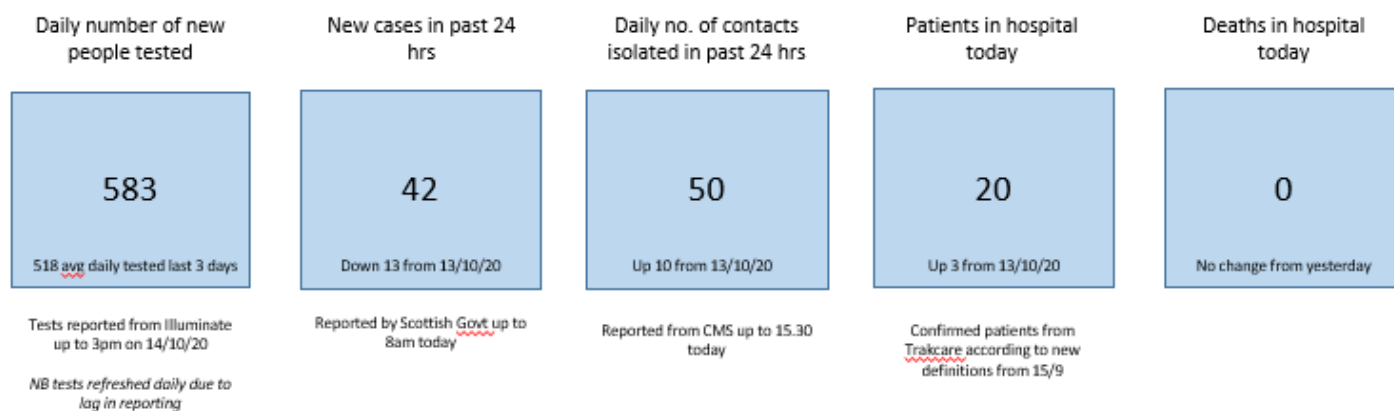 Daily number of new
people tested
New cases in past 24
hrs
Daily no. of contacts
isolated in past 24 hrs
Patients in hospital
today
Deaths in hospital
today
583
518 avg daily tested last 3 days
42
Down 13 from 13/10/20
50
Up 10 from 13/10/20
20
Up 3 from 13/10/20
0
No change from yesterday
Tests reported from Illuminate
up to 3pm on 14/10/20
NB tests refreshed daily due to
lag in reporting
Reported by Scottish Govt up to
8am today
Reported from CMS up to 15.30
today
Confirmed patients from
Trakcare according to new
definitions from 15/9